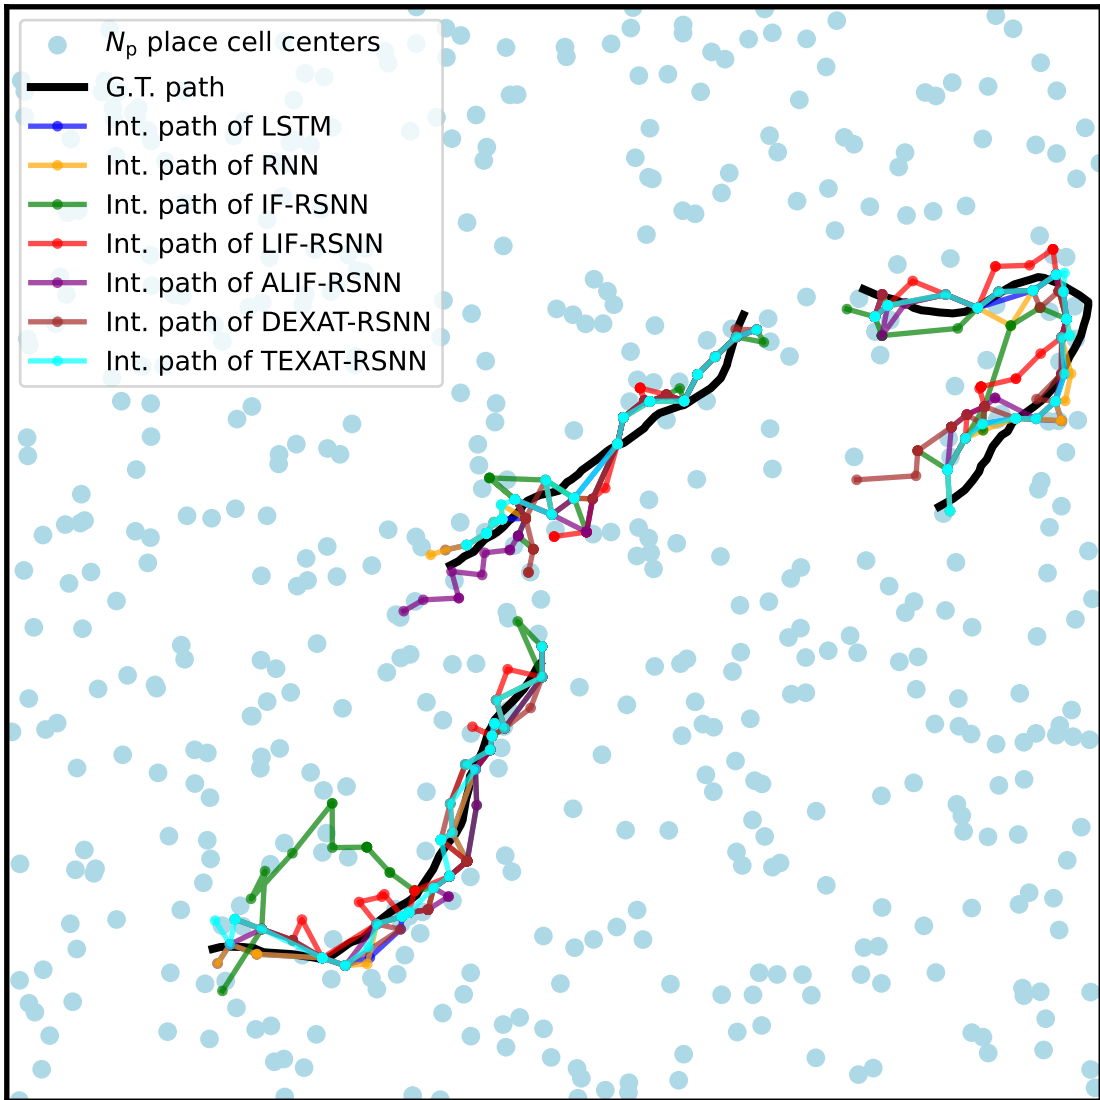 Np place cell centers
G.T. path
Int. path of LSTM
Int. path of RNN
Int. path of IF-RSNN
Int. path of LIF-RSNN
Int. path of ALIF-RSNN
Int. path of DEXAT-RSNN
Int. path of TEXAT-RSNN